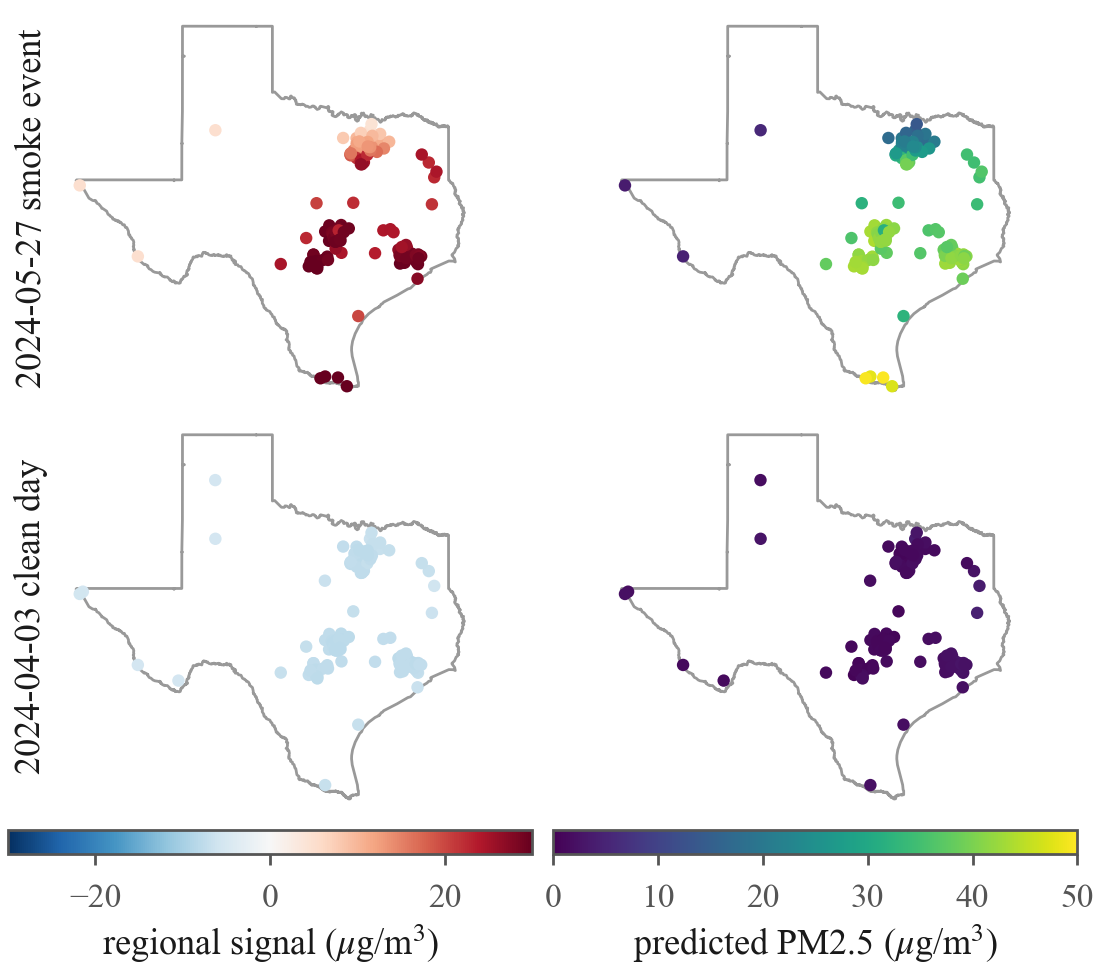 2024-05-27 smoke event
2024-04-03 clean day
−20 0 20
regional signal (μg/m³)
0 10 20 30 40 50
predicted PM2.5 (μg/m³)